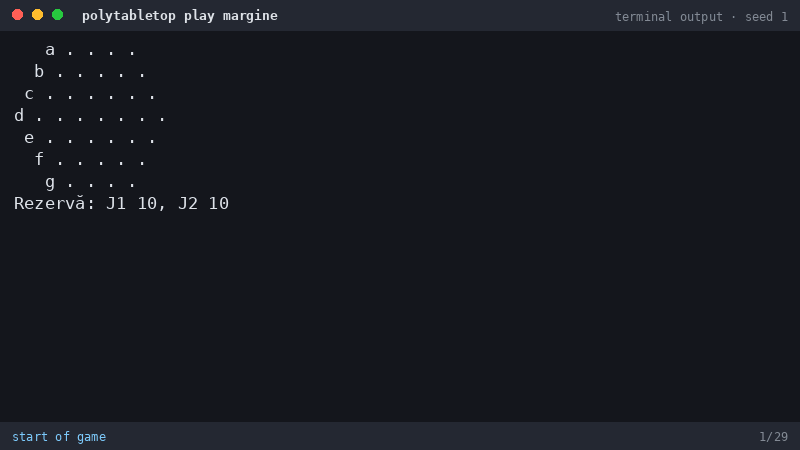 polytabletop play margine
terminal output · seed 1
a . . . .
b . . . . .
c . . . . . .
d . . . . . . .
e . . . . . .
f . . . . .
g . . . .
Rezervă: J1 10, J2 10
start of game
1/29